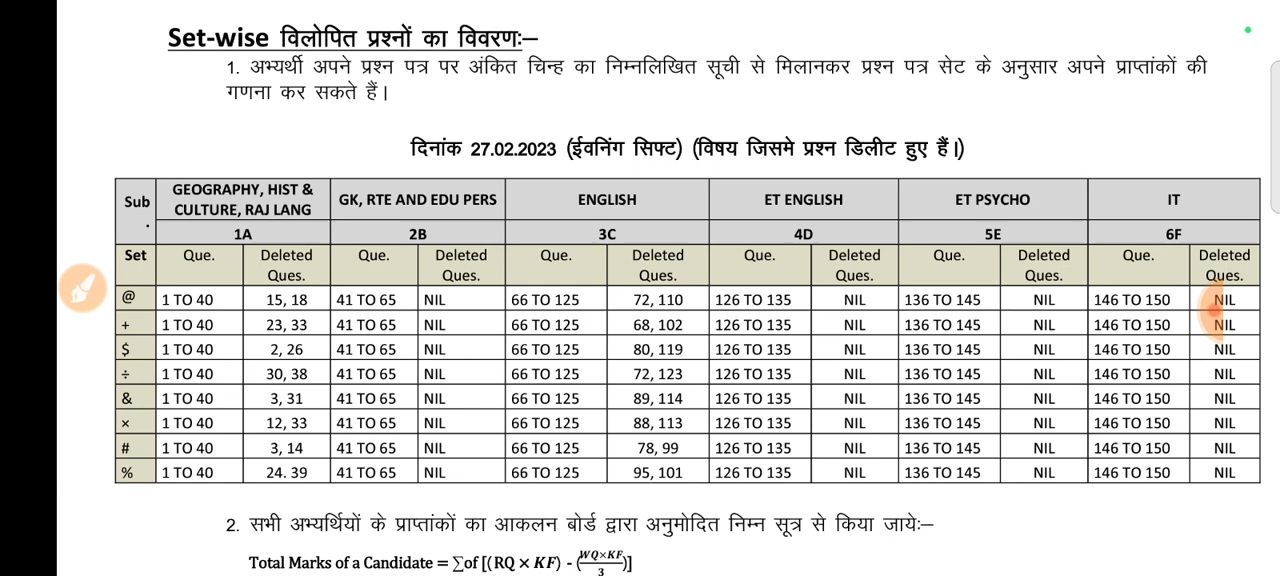 Set-wise विलोपित प्रश्नों का विवरणः–
1. अभ्यर्थी अपने प्रश्न पत्र पर अंकित चिन्ह का निम्नलिखित सूची से मिलानकर प्रश्न पत्र सेट के अनुसार अपने प्राप्तांकों की
गणना कर सकते हैं।
दिनांक 27.02.2023 (ईवनिंग सिफ्ट) (विषय जिसमे प्रश्न डिलीट हुए हैं।)
Sub . GEOGRAPHY, HIST & CULTURE, RAJ LANG GK, RTE AND EDU PERS ENGLISH ET ENGLISH ET PSYCHO IT
1A 2B 3C 4D 5E 6F
Set Que. Deleted Ques. Que. Deleted Ques. Que. Deleted Ques. Que. Deleted Ques. Que. Deleted Ques. Que. Deleted Ques.
@ 1 TO 40 15, 18 41 TO 65 NIL 66 TO 125 72, 110 126 TO 135 NIL 136 TO 145 NIL 146 TO 150 NIL
+ 1 TO 40 23, 33 41 TO 65 NIL 66 TO 125 68, 102 126 TO 135 NIL 136 TO 145 NIL 146 TO 150 NIL
$ 1 TO 40 2, 26 41 TO 65 NIL 66 TO 125 80, 119 126 TO 135 NIL 136 TO 145 NIL 146 TO 150 NIL
÷ 1 TO 40 30, 38 41 TO 65 NIL 66 TO 125 72, 123 126 TO 135 NIL 136 TO 145 NIL 146 TO 150 NIL
& 1 TO 40 3, 31 41 TO 65 NIL 66 TO 125 89, 114 126 TO 135 NIL 136 TO 145 NIL 146 TO 150 NIL
× 1 TO 40 12, 33 41 TO 65 NIL 66 TO 125 88, 113 126 TO 135 NIL 136 TO 145 NIL 146 TO 150 NIL
# 1 TO 40 3, 14 41 TO 65 NIL 66 TO 125 78, 99 126 TO 135 NIL 136 TO 145 NIL 146 TO 150 NIL
% 1 TO 40 24. 39 41 TO 65 NIL 66 TO 125 95, 101 126 TO 135 NIL 136 TO 145 NIL 146 TO 150 NIL
2. सभी अभ्यर्थियों के प्राप्तांकों का आकलन बोर्ड द्वारा अनुमोदित निम्न सूत्र से किया जायेः–
Total Marks of a Candidate = ∑of [(RQ × KF) - (WQ×KF/3)]